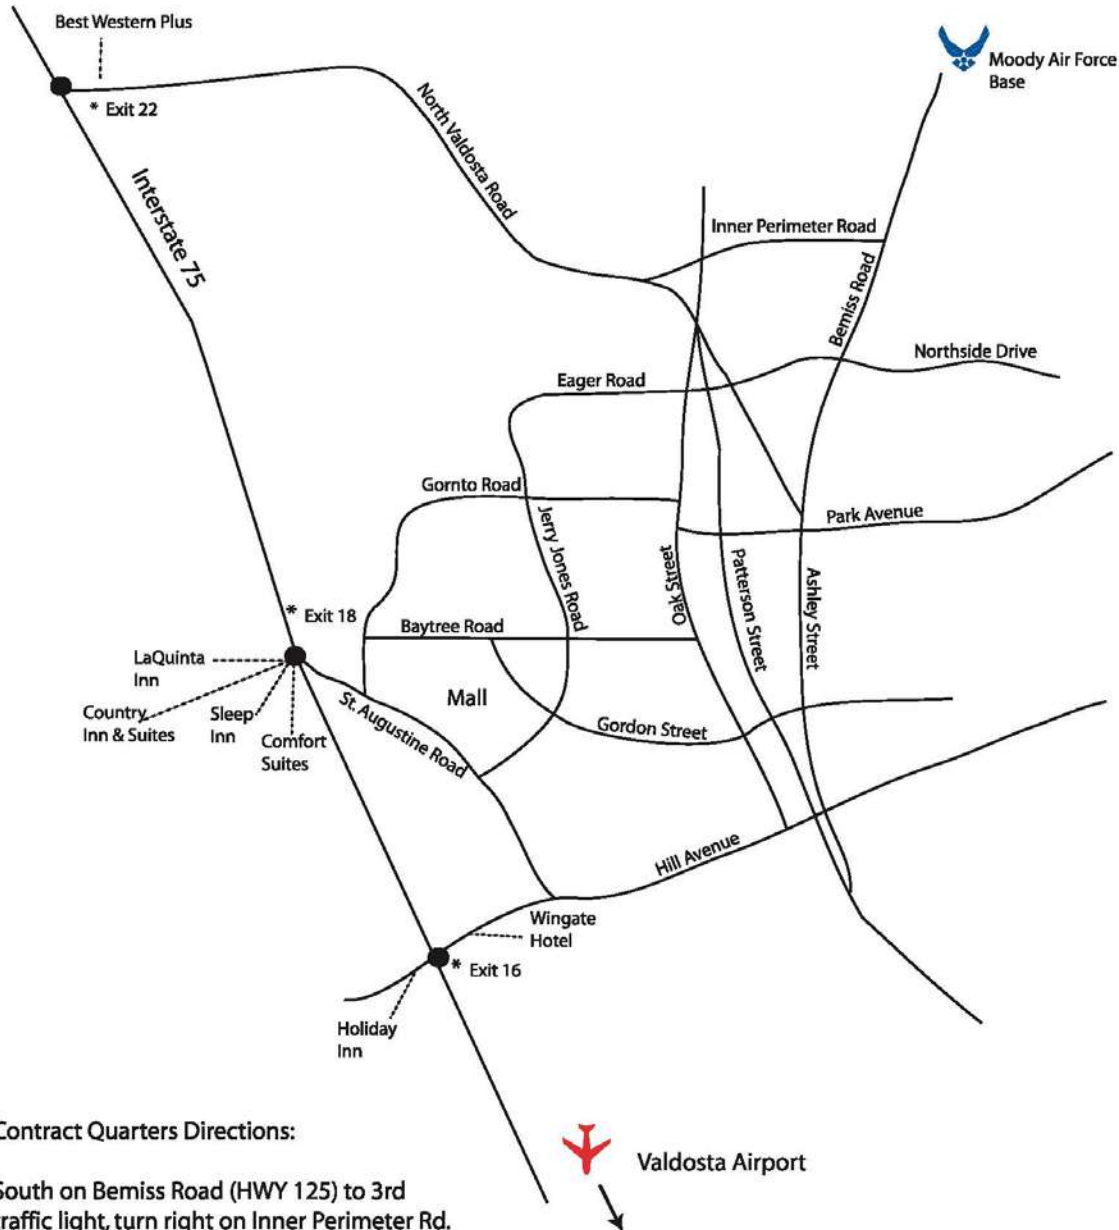 Best Western Plus
* Exit 22
Moody Air Force
Base
North Valdosta Road
Interstate 75
Inner Perimeter Road
Bemiss Road
Northside Drive
Eager Road
Gornto Road
Jerry Jones Road
Park Avenue
Oak Street
Patterson Street
Ashley Street
* Exit 18
Baytree Road
LaQuinta
Inn
Country
Inn & Suites
Sleep
Inn
Comfort
Suites
St. Augustine Road
Mall
Gordon Street
Hill Avenue
Wingate
Hotel
* Exit 16
Holiday
Inn
Contract Quarters Directions:
Valdosta Airport
South on Bemiss Road (HWY 125) to 3rd
traffic light, turn right on Inner Perimeter Rd.